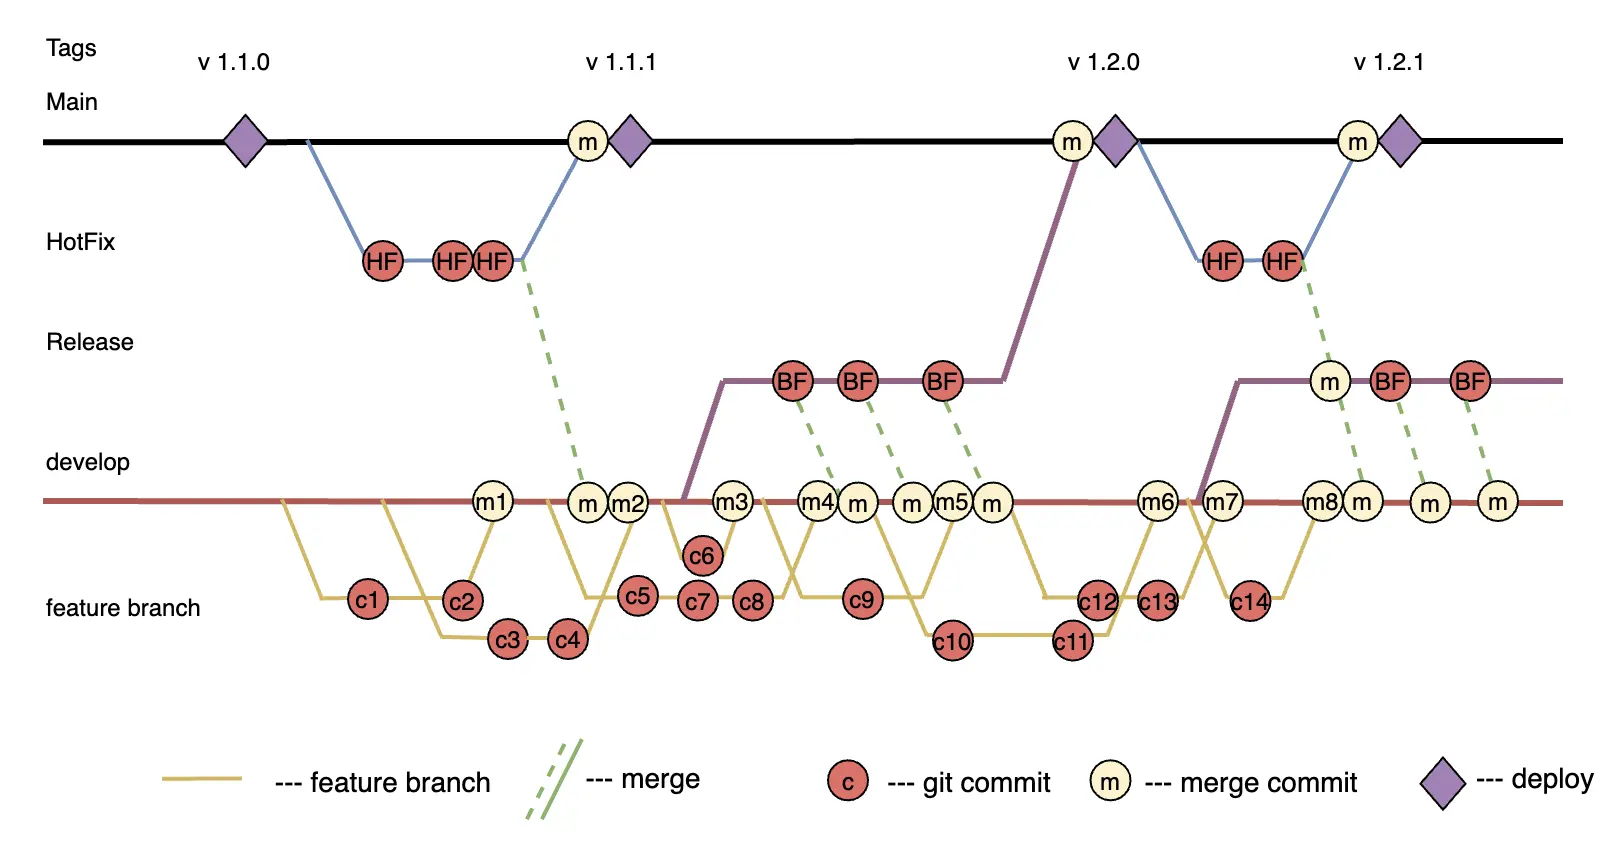 Tags
v 1.1.0 v 1.1.1 v 1.2.0 v 1.2.1
Main
m m m
HotFix
HF HF HF HF HF
Release
BF BF BF m BF BF
develop
m1 m m2 m3 m4 m m m5 m m6 m7 m8 m m m
c6
feature branch
c1 c2 c5 c7 c8 c9 c12 c13 c14
c3 c4 c10 c11
--- feature branch --- merge c --- git commit m --- merge commit --- deploy